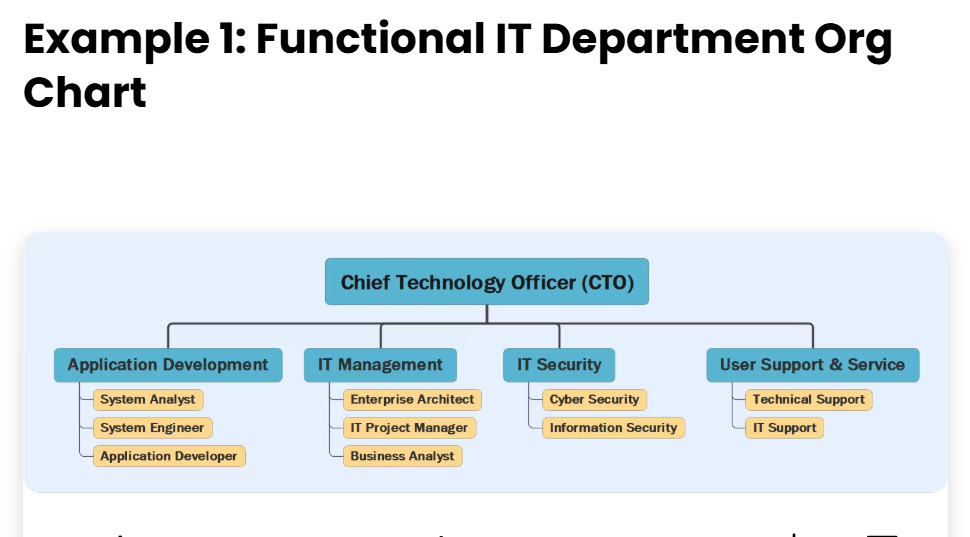 Example 1: Functional IT Department Org
Chart
Chief Technology Officer (CTO)
Application Development
System Analyst
System Engineer
Application Developer
IT Management
Enterprise Architect
IT Project Manager
Business Analyst
IT Security
Cyber Security
Information Security
User Support & Service
Technical Support
IT Support